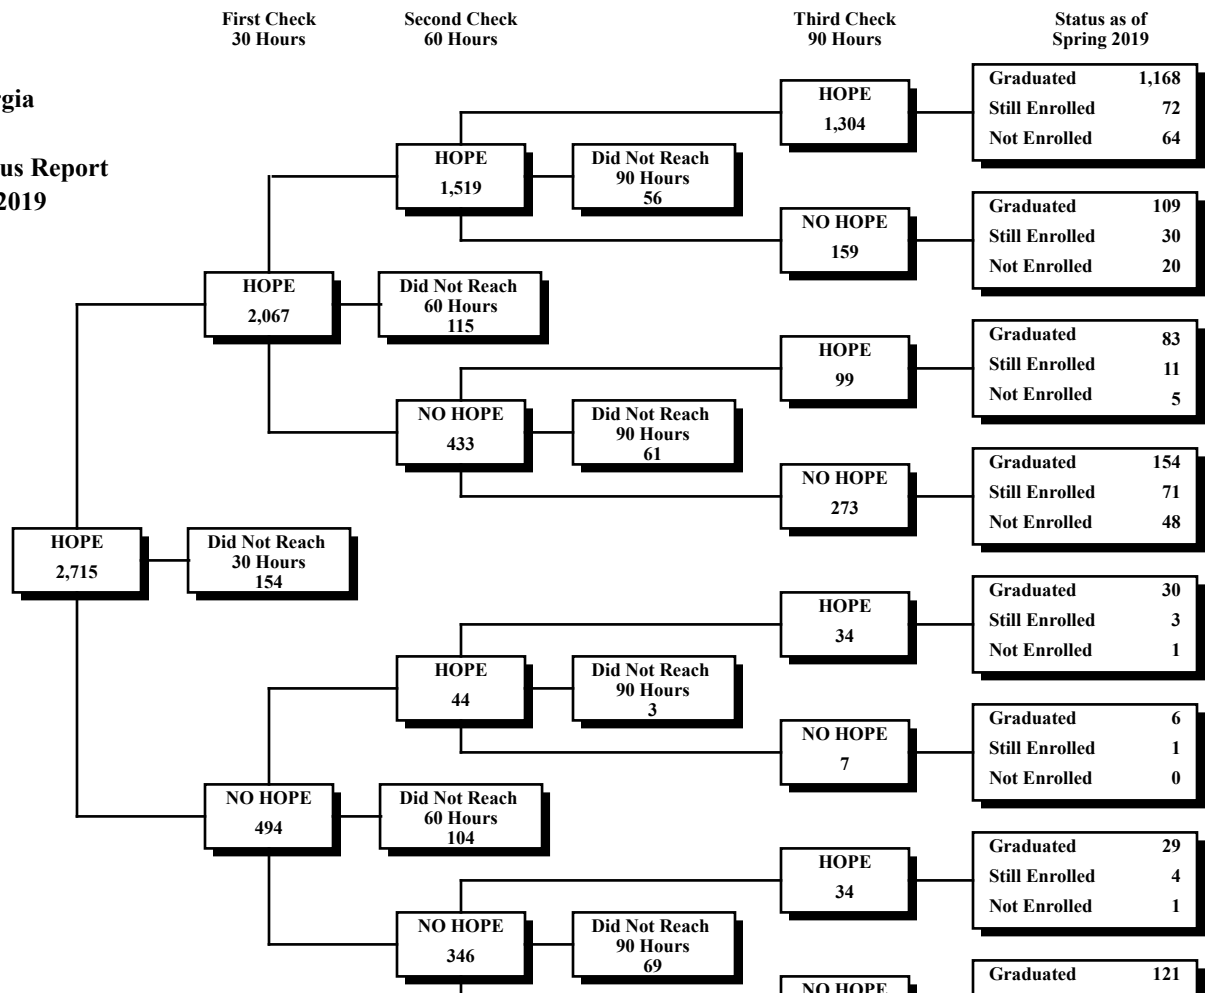 First Check
30 Hours
Second Check
60 Hours
Third Check
90 Hours
Status as of
Spring 2019
rgia
us Report
2019
Graduated 1,168
Still Enrolled 72
Not Enrolled 64
HOPE
1,304
HOPE
1,519
Did Not Reach
90 Hours
56
NO HOPE
159
Graduated 109
Still Enrolled 30
Not Enrolled 20
HOPE
2,067
Did Not Reach
60 Hours
115
HOPE
99
Graduated 83
Still Enrolled 11
Not Enrolled 5
NO HOPE
433
Did Not Reach
90 Hours
61
NO HOPE
273
Graduated 154
Still Enrolled 71
Not Enrolled 48
HOPE
2,715
Did Not Reach
30 Hours
154
HOPE
34
Graduated 30
Still Enrolled 3
Not Enrolled 1
HOPE
44
Did Not Reach
90 Hours
3
NO HOPE
7
Graduated 6
Still Enrolled 1
Not Enrolled 0
NO HOPE
494
Did Not Reach
60 Hours
104
HOPE
34
Graduated 29
Still Enrolled 4
Not Enrolled 1
NO HOPE
346
Did Not Reach
90 Hours
69
NO HOPE
Graduated 121